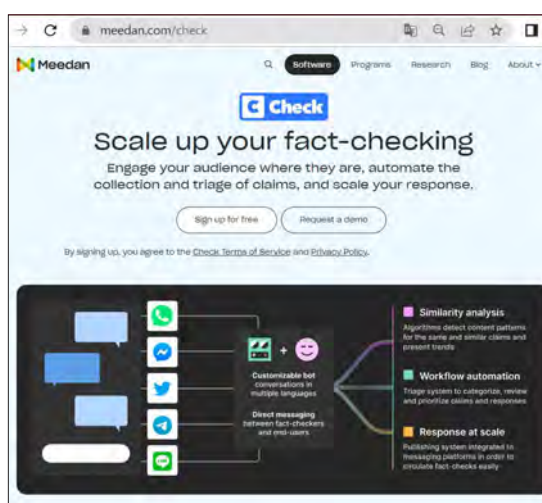 meedan.com/check
Meedan
Software Programs Research Blog About
C Check
Scale up your fact-checking
Engage your audience where they are, automate the
collection and triage of claims, and scale your response.
Sign up for free
Request a demo
By signing up, you agree to the Check Terms of Service and Privacy Policy.
+
Customizable bot
conversations in
multiple languages
Direct messaging
between fact-checkers
and end-users
Similarity analysis
Algorithms detect content patterns
for the same and similar claims and
present trends
Workflow automation
Triage system to categorize, review
and prioritize claims and responses
Response at scale
Publishing system integrated in
messaging platforms in order to
circulate fact-checks easily